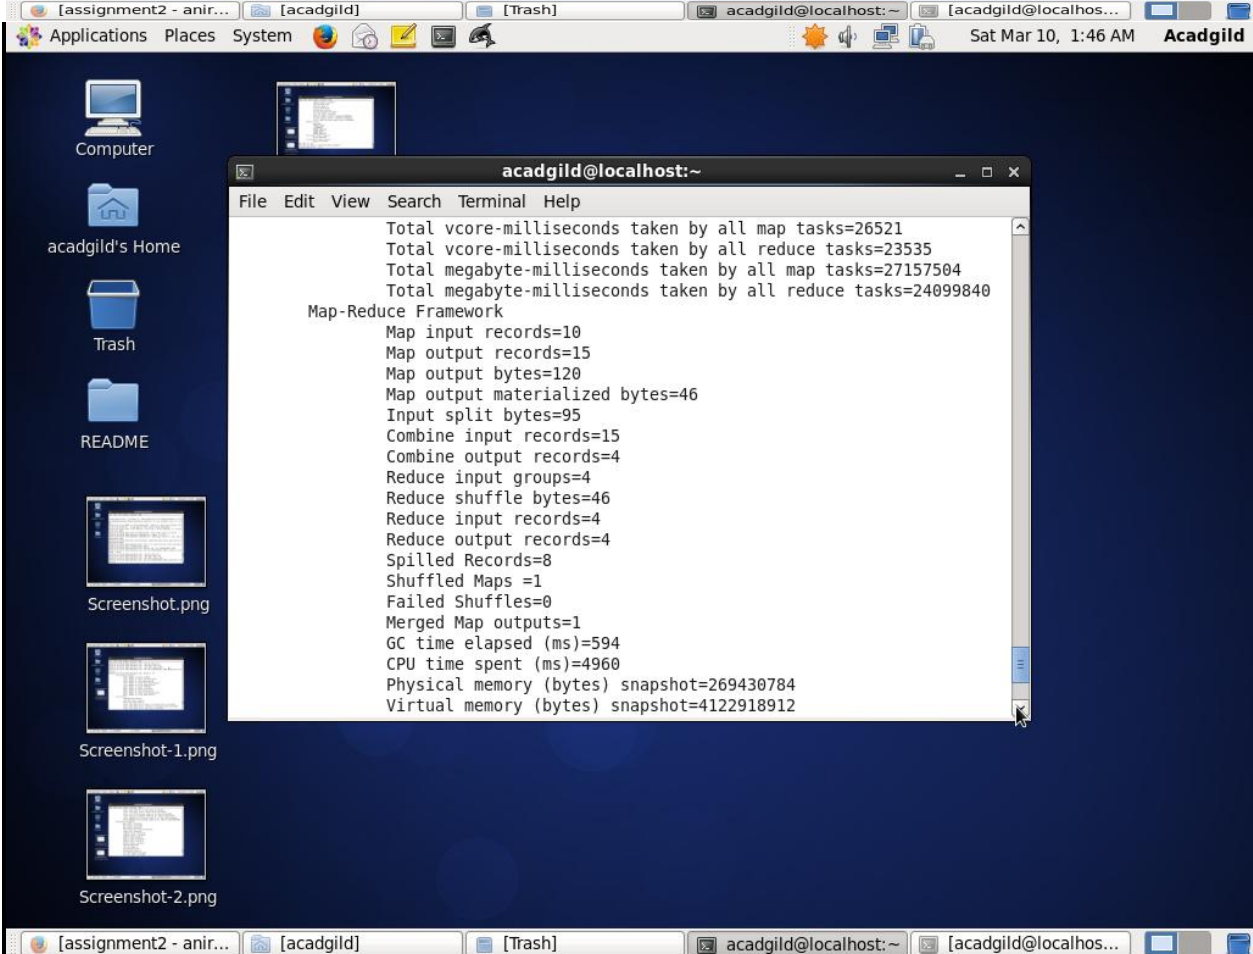 [assignment2 - anir... [acadgild] [Trash] acadgild@localhost:~ [acadgild@localhos...
Applications Places System Sat Mar 10, 1:46 AM Acadgild
Computer
acadgild's Home
Trash
README
Screenshot.png
Screenshot-1.png
Screenshot-2.png
acadgild@localhost:~
File Edit View Search Terminal Help
Total vcore-milliseconds taken by all map tasks=26521
Total vcore-milliseconds taken by all reduce tasks=23535
Total megabyte-milliseconds taken by all map tasks=27157504
Total megabyte-milliseconds taken by all reduce tasks=24099840
Map-Reduce Framework
Map input records=10
Map output records=15
Map output bytes=120
Map output materialized bytes=46
Input split bytes=95
Combine input records=15
Combine output records=4
Reduce input groups=4
Reduce shuffle bytes=46
Reduce input records=4
Reduce output records=4
Spilled Records=8
Shuffled Maps =1
Failed Shuffles=0
Merged Map outputs=1
GC time elapsed (ms)=594
CPU time spent (ms)=4960
Physical memory (bytes) snapshot=269430784
Virtual memory (bytes) snapshot=4122918912
[assignment2 - anir... [acadgild] [Trash] acadgild@localhost:~ [acadgild@localhos...